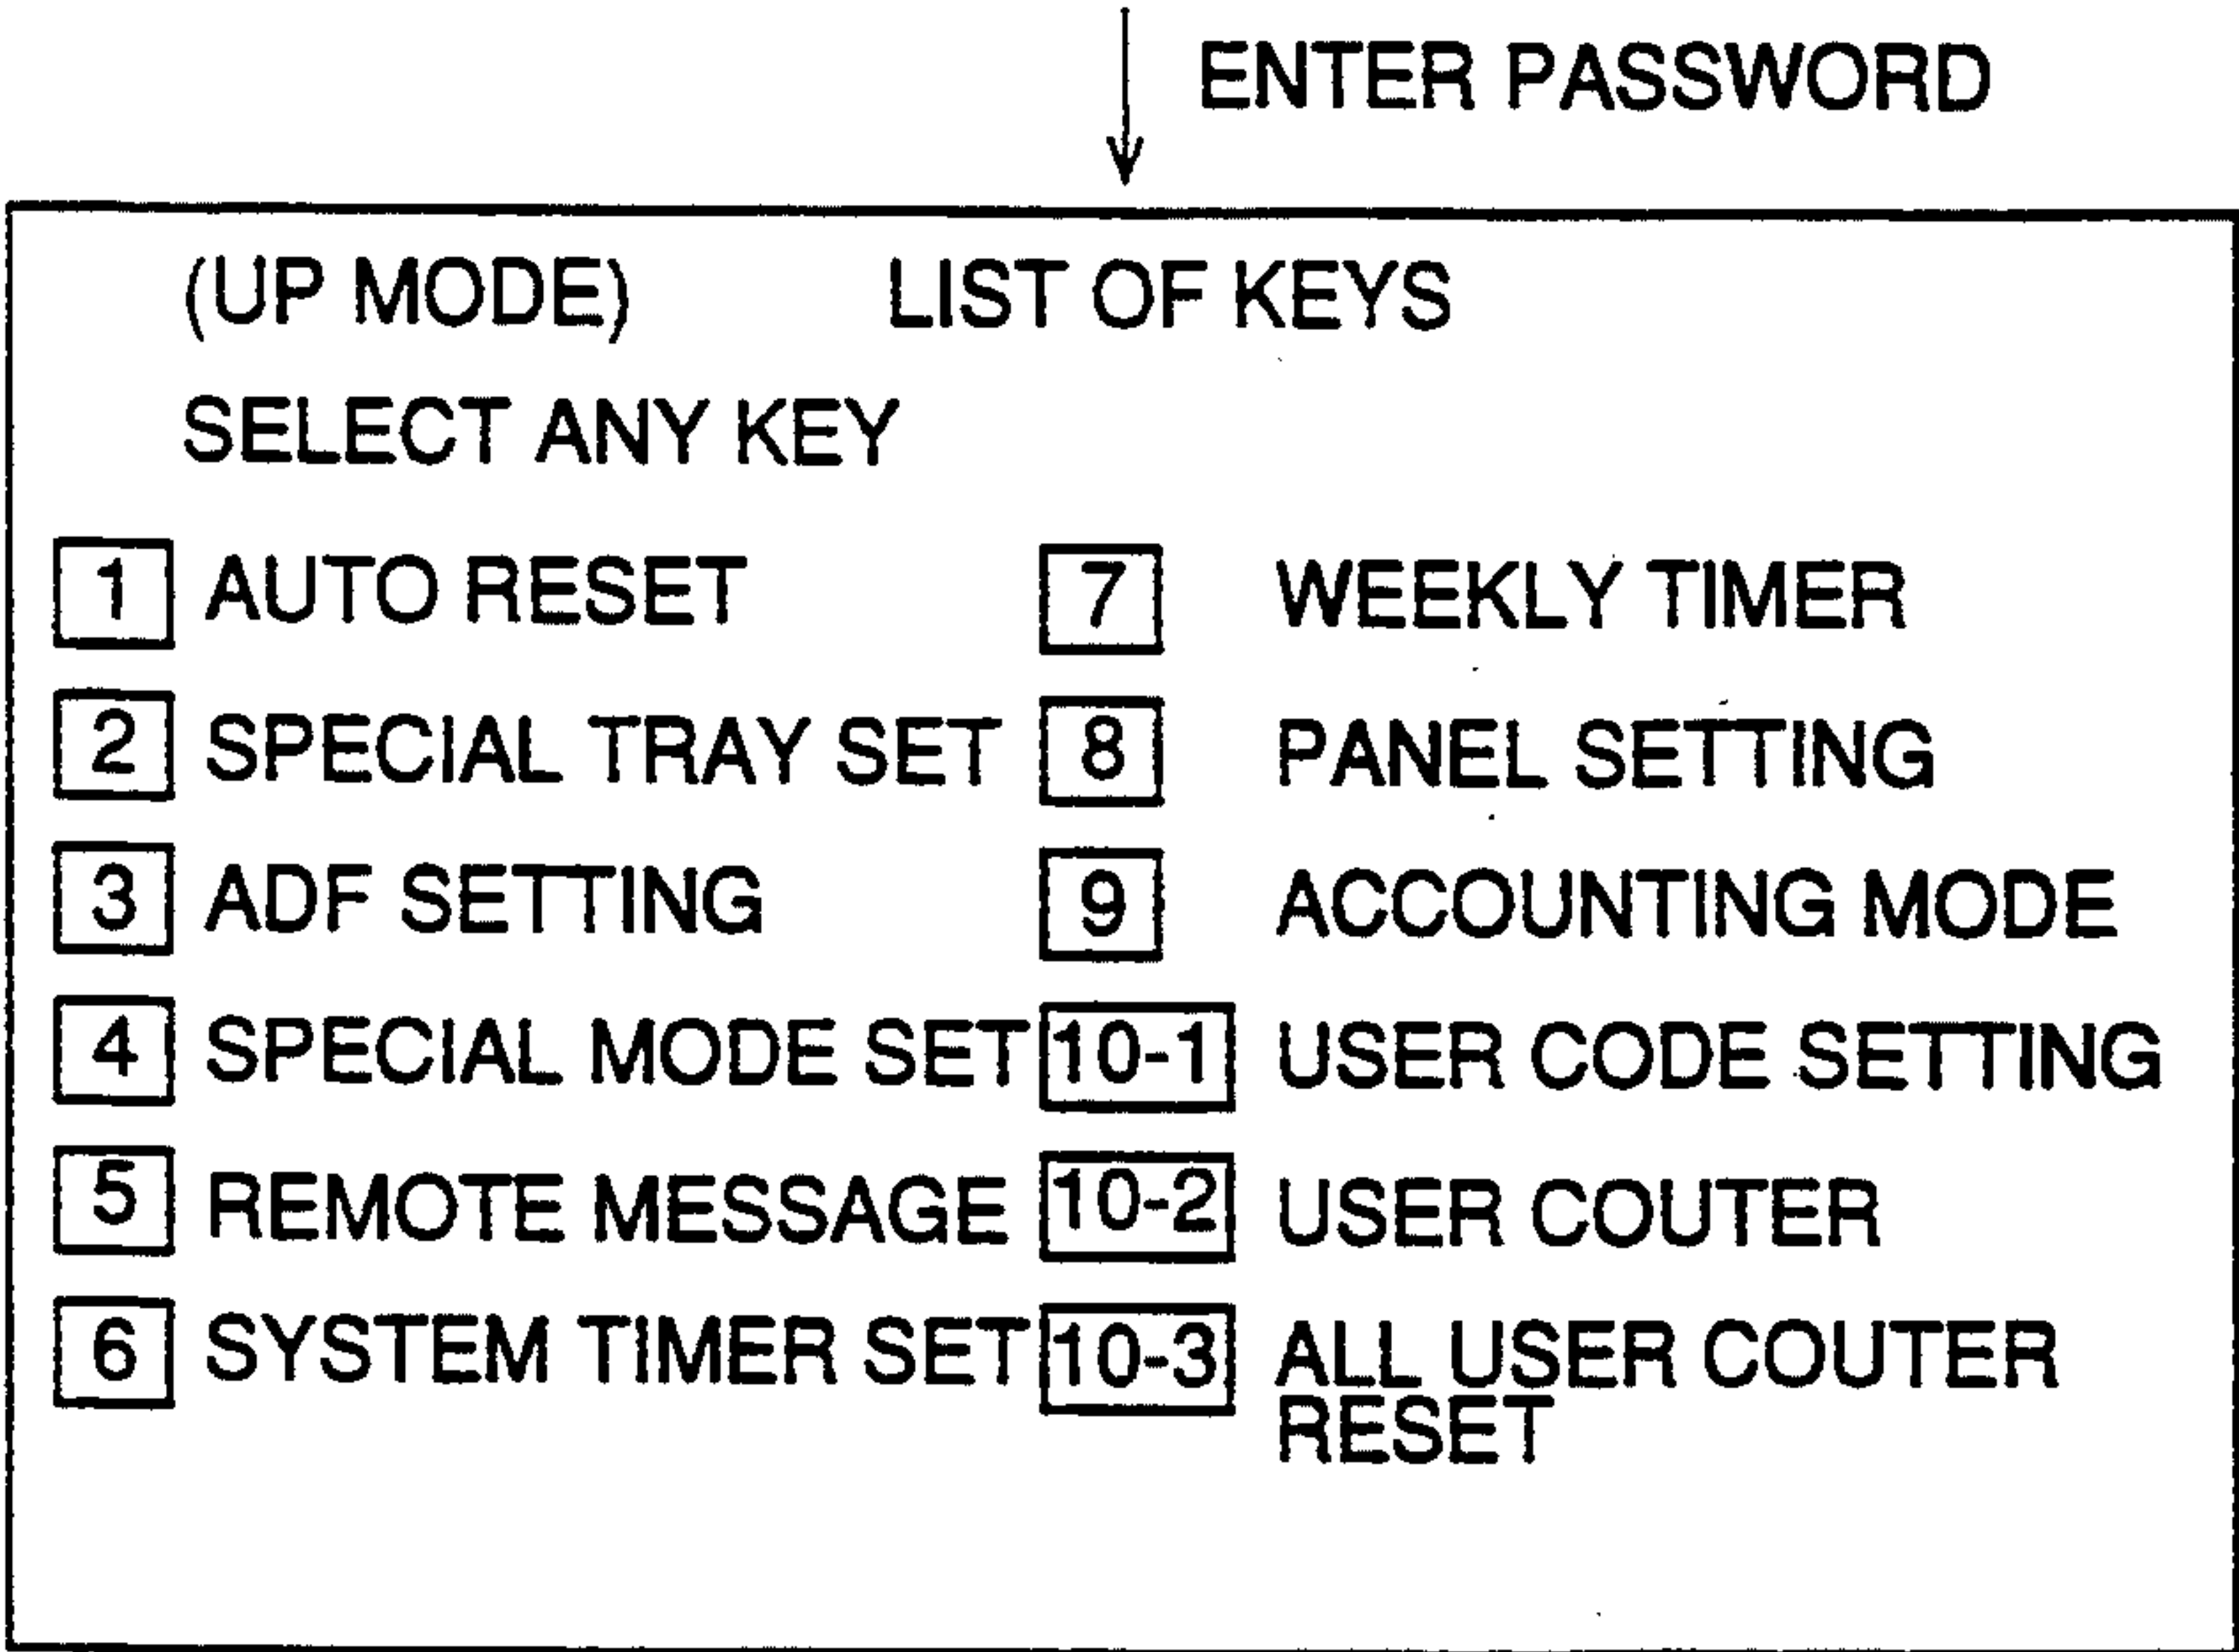 ENTER PASSWORD
(UP MODE) LIST OF KEYS
SELECT ANY KEY
1 AUTO RESET 7 WEEKLY TIMER
2 SPECIAL TRAY SET 8 PANEL SETTING
3 ADF SETTING 9 ACCOUNTING MODE
4 SPECIAL MODE SET 10-1 USER CODE SETTING
5 REMOTE MESSAGE 10-2 USER COUTER
6 SYSTEM TIMER SET 10-3 ALL USER COUTER
RESET